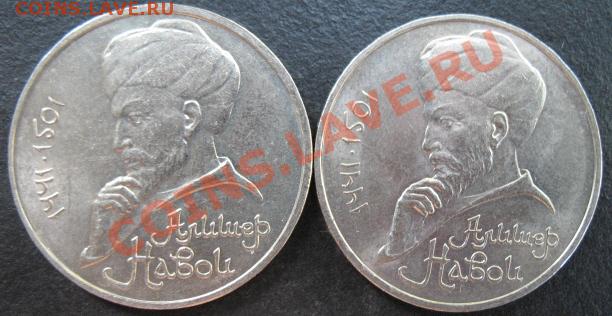 COINS.LAVE.RU
1441 · 1501
Алишер
Навои
1441 · 1501
Алишер
Навои
COINS.LAVE.RU